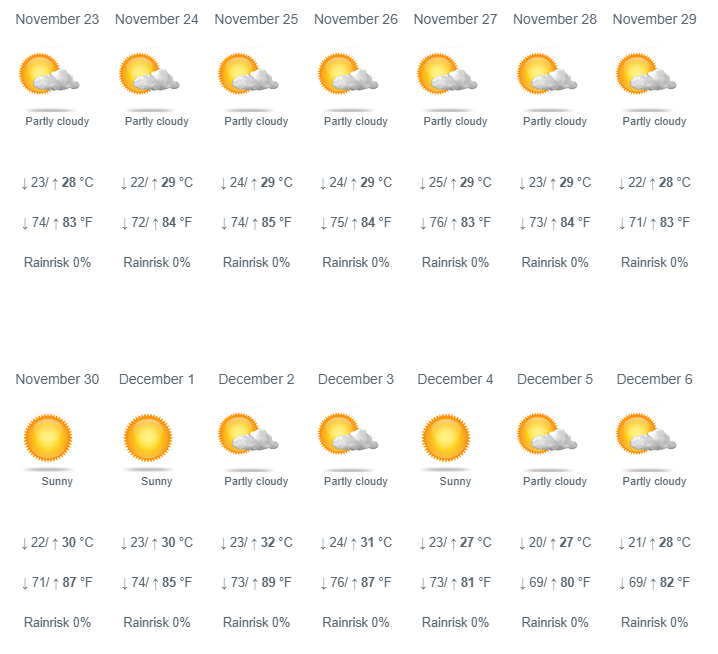 November 23 November 24 November 25 November 26 November 27 November 28 November 29
Partly cloudy Partly cloudy Partly cloudy Partly cloudy Partly cloudy Partly cloudy Partly cloudy
↓ 23/ ↑ 28 °C ↓ 22/ ↑ 29 °C ↓ 24/ ↑ 29 °C ↓ 24/ ↑ 29 °C ↓ 25/ ↑ 29 °C ↓ 23/ ↑ 29 °C ↓ 22/ ↑ 28 °C
↓ 74/ ↑ 83 °F ↓ 72/ ↑ 84 °F ↓ 74/ ↑ 85 °F ↓ 75/ ↑ 84 °F ↓ 76/ ↑ 83 °F ↓ 73/ ↑ 84 °F ↓ 71/ ↑ 83 °F
Rainrisk 0% Rainrisk 0% Rainrisk 0% Rainrisk 0% Rainrisk 0% Rainrisk 0% Rainrisk 0%
November 30 December 1 December 2 December 3 December 4 December 5 December 6
Sunny Sunny Partly cloudy Partly cloudy Sunny Partly cloudy Partly cloudy
↓ 22/ ↑ 30 °C ↓ 23/ ↑ 30 °C ↓ 23/ ↑ 32 °C ↓ 24/ ↑ 31 °C ↓ 23/ ↑ 27 °C ↓ 20/ ↑ 27 °C ↓ 21/ ↑ 28 °C
↓ 71/ ↑ 87 °F ↓ 74/ ↑ 85 °F ↓ 73/ ↑ 89 °F ↓ 76/ ↑ 87 °F ↓ 73/ ↑ 81 °F ↓ 69/ ↑ 80 °F ↓ 69/ ↑ 82 °F
Rainrisk 0% Rainrisk 0% Rainrisk 0% Rainrisk 0% Rainrisk 0% Rainrisk 0% Rainrisk 0%